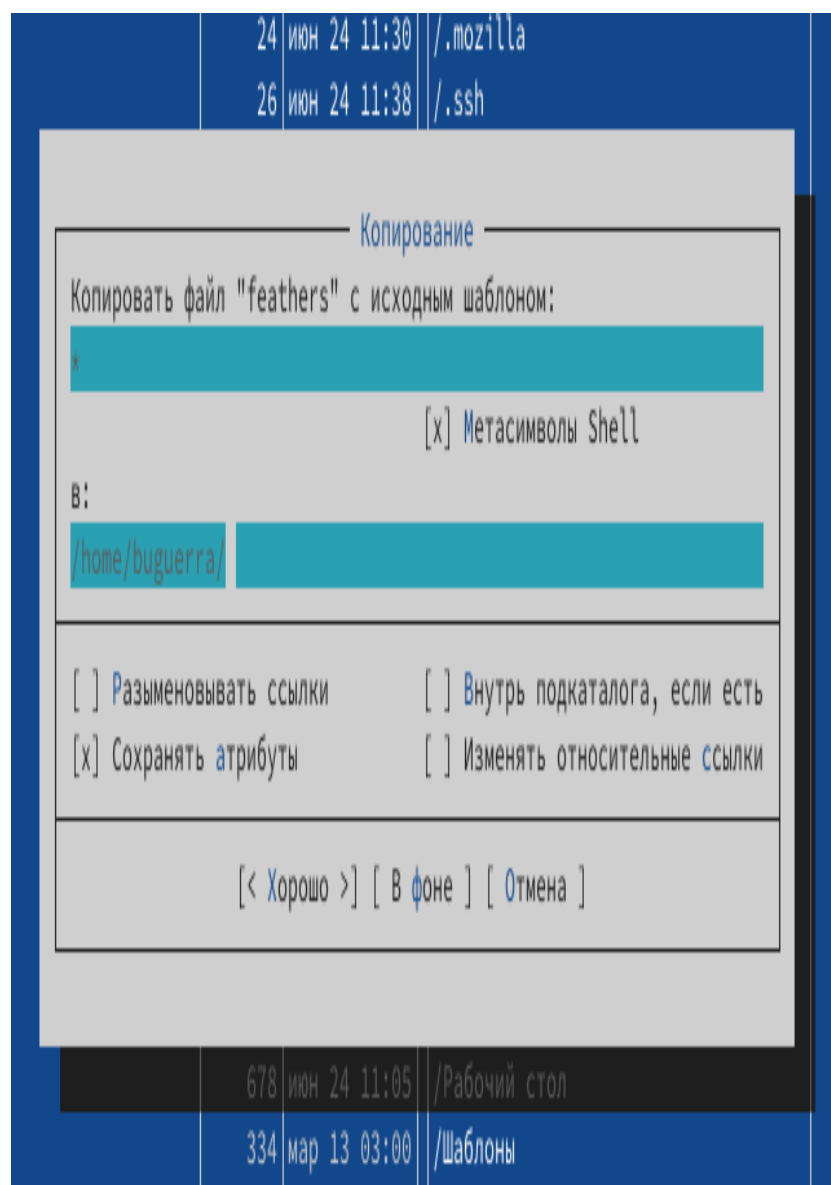 24 июн 24 11:30 /.mozilla
26 июн 24 11:38 /.ssh
Копирование
Копировать файл "feathers" с исходным шаблоном:
*
[x] Метасимволы Shell
в:
/home/buguerra/
[ ] Разыменовывать ссылки [ ] Внутрь подкаталога, если есть
[x] Сохранять атрибуты [ ] Изменять относительные ссылки
[< Хорошо >] [ В фоне ] [ Отмена ]
678 июн 24 11:05 /Рабочий стол
334 мар 13 03:00 /Шаблоны